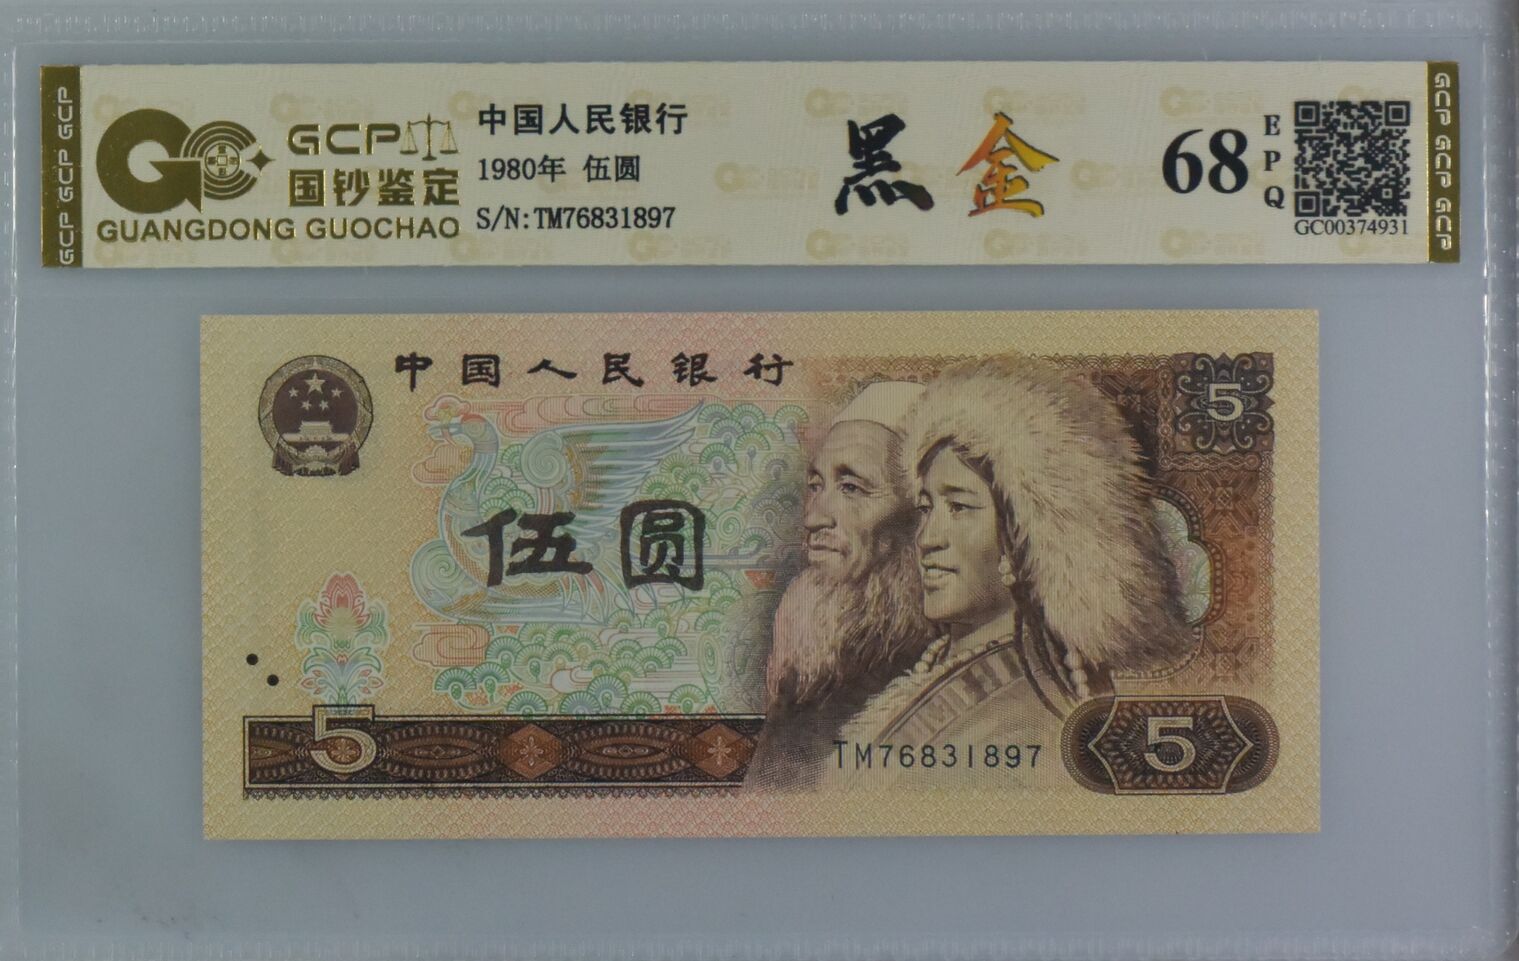 GCP
国钞鉴定
GUANGDONG GUOCHAO
中国人民银行
1980年 伍圆
S/N:TM76831897
黑金
68
EPQ
GC00374931
GCP GCP GCP
GCP GCP GCP
中国人民银行
5
伍圆
5
TM76831897
5